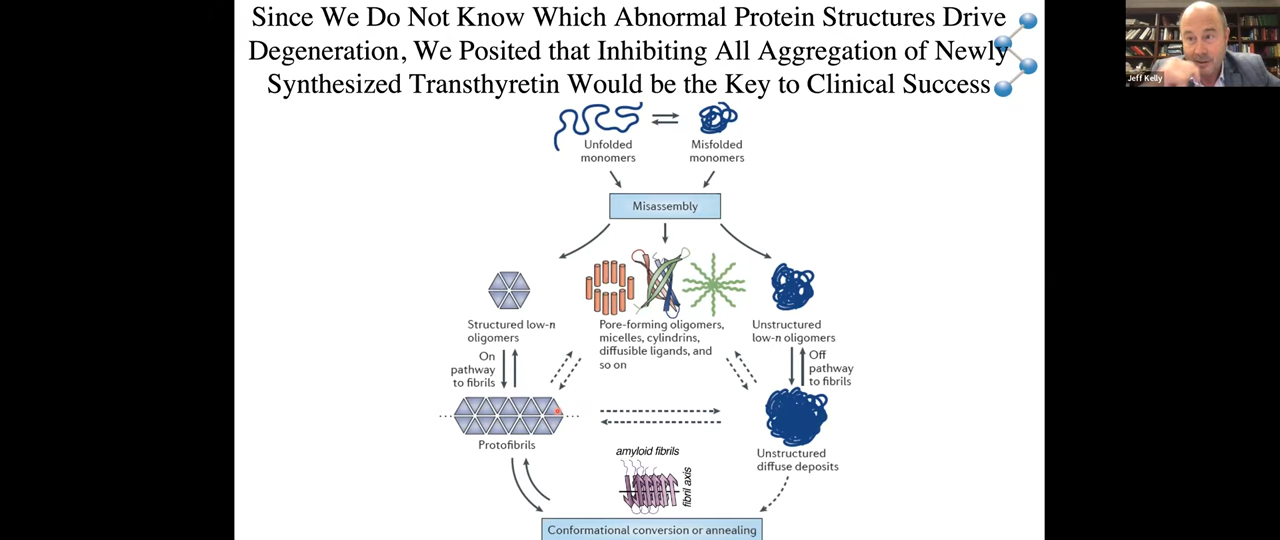 Since We Do Not Know Which Abnormal Protein Structures Drive
Degeneration, We Posited that Inhibiting All Aggregation of Newly
Synthesized Transthyretin Would be the Key to Clinical Success
Jeff Kelly
Unfolded
monomers
Misfolded
monomers
Misassembly
Structured low-n
oligomers
Pore-forming oligomers,
micelles, cylindrins,
diffusible ligands, and
so on
Unstructured
low-n oligomers
On
pathway
to fibrils
Off
pathway
to fibrils
Protofibrils
amyloid fibrils
fibril axis
Unstructured
diffuse deposits
Conformational conversion or annealing